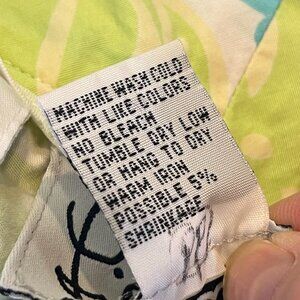 MACHINE WASH COLD
WITH LIKE COLORS
NO BLEACH
TUMBLE DRY LOW
OR HANG TO DRY
WARM IRON
POSSIBLE 5%
SHRINKAGE